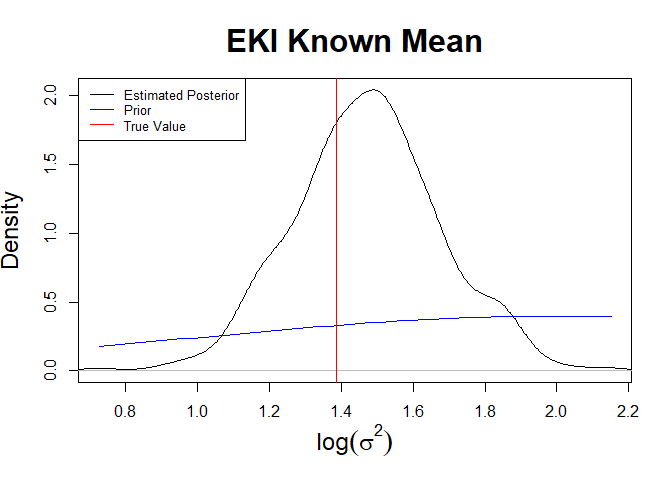 EKI Known Mean
Estimated Posterior
Prior
True Value
Density
2.0
1.5
1.0
0.5
0.0
0.8 1.0 1.2 1.4 1.6 1.8 2.0 2.2
log(σ²)